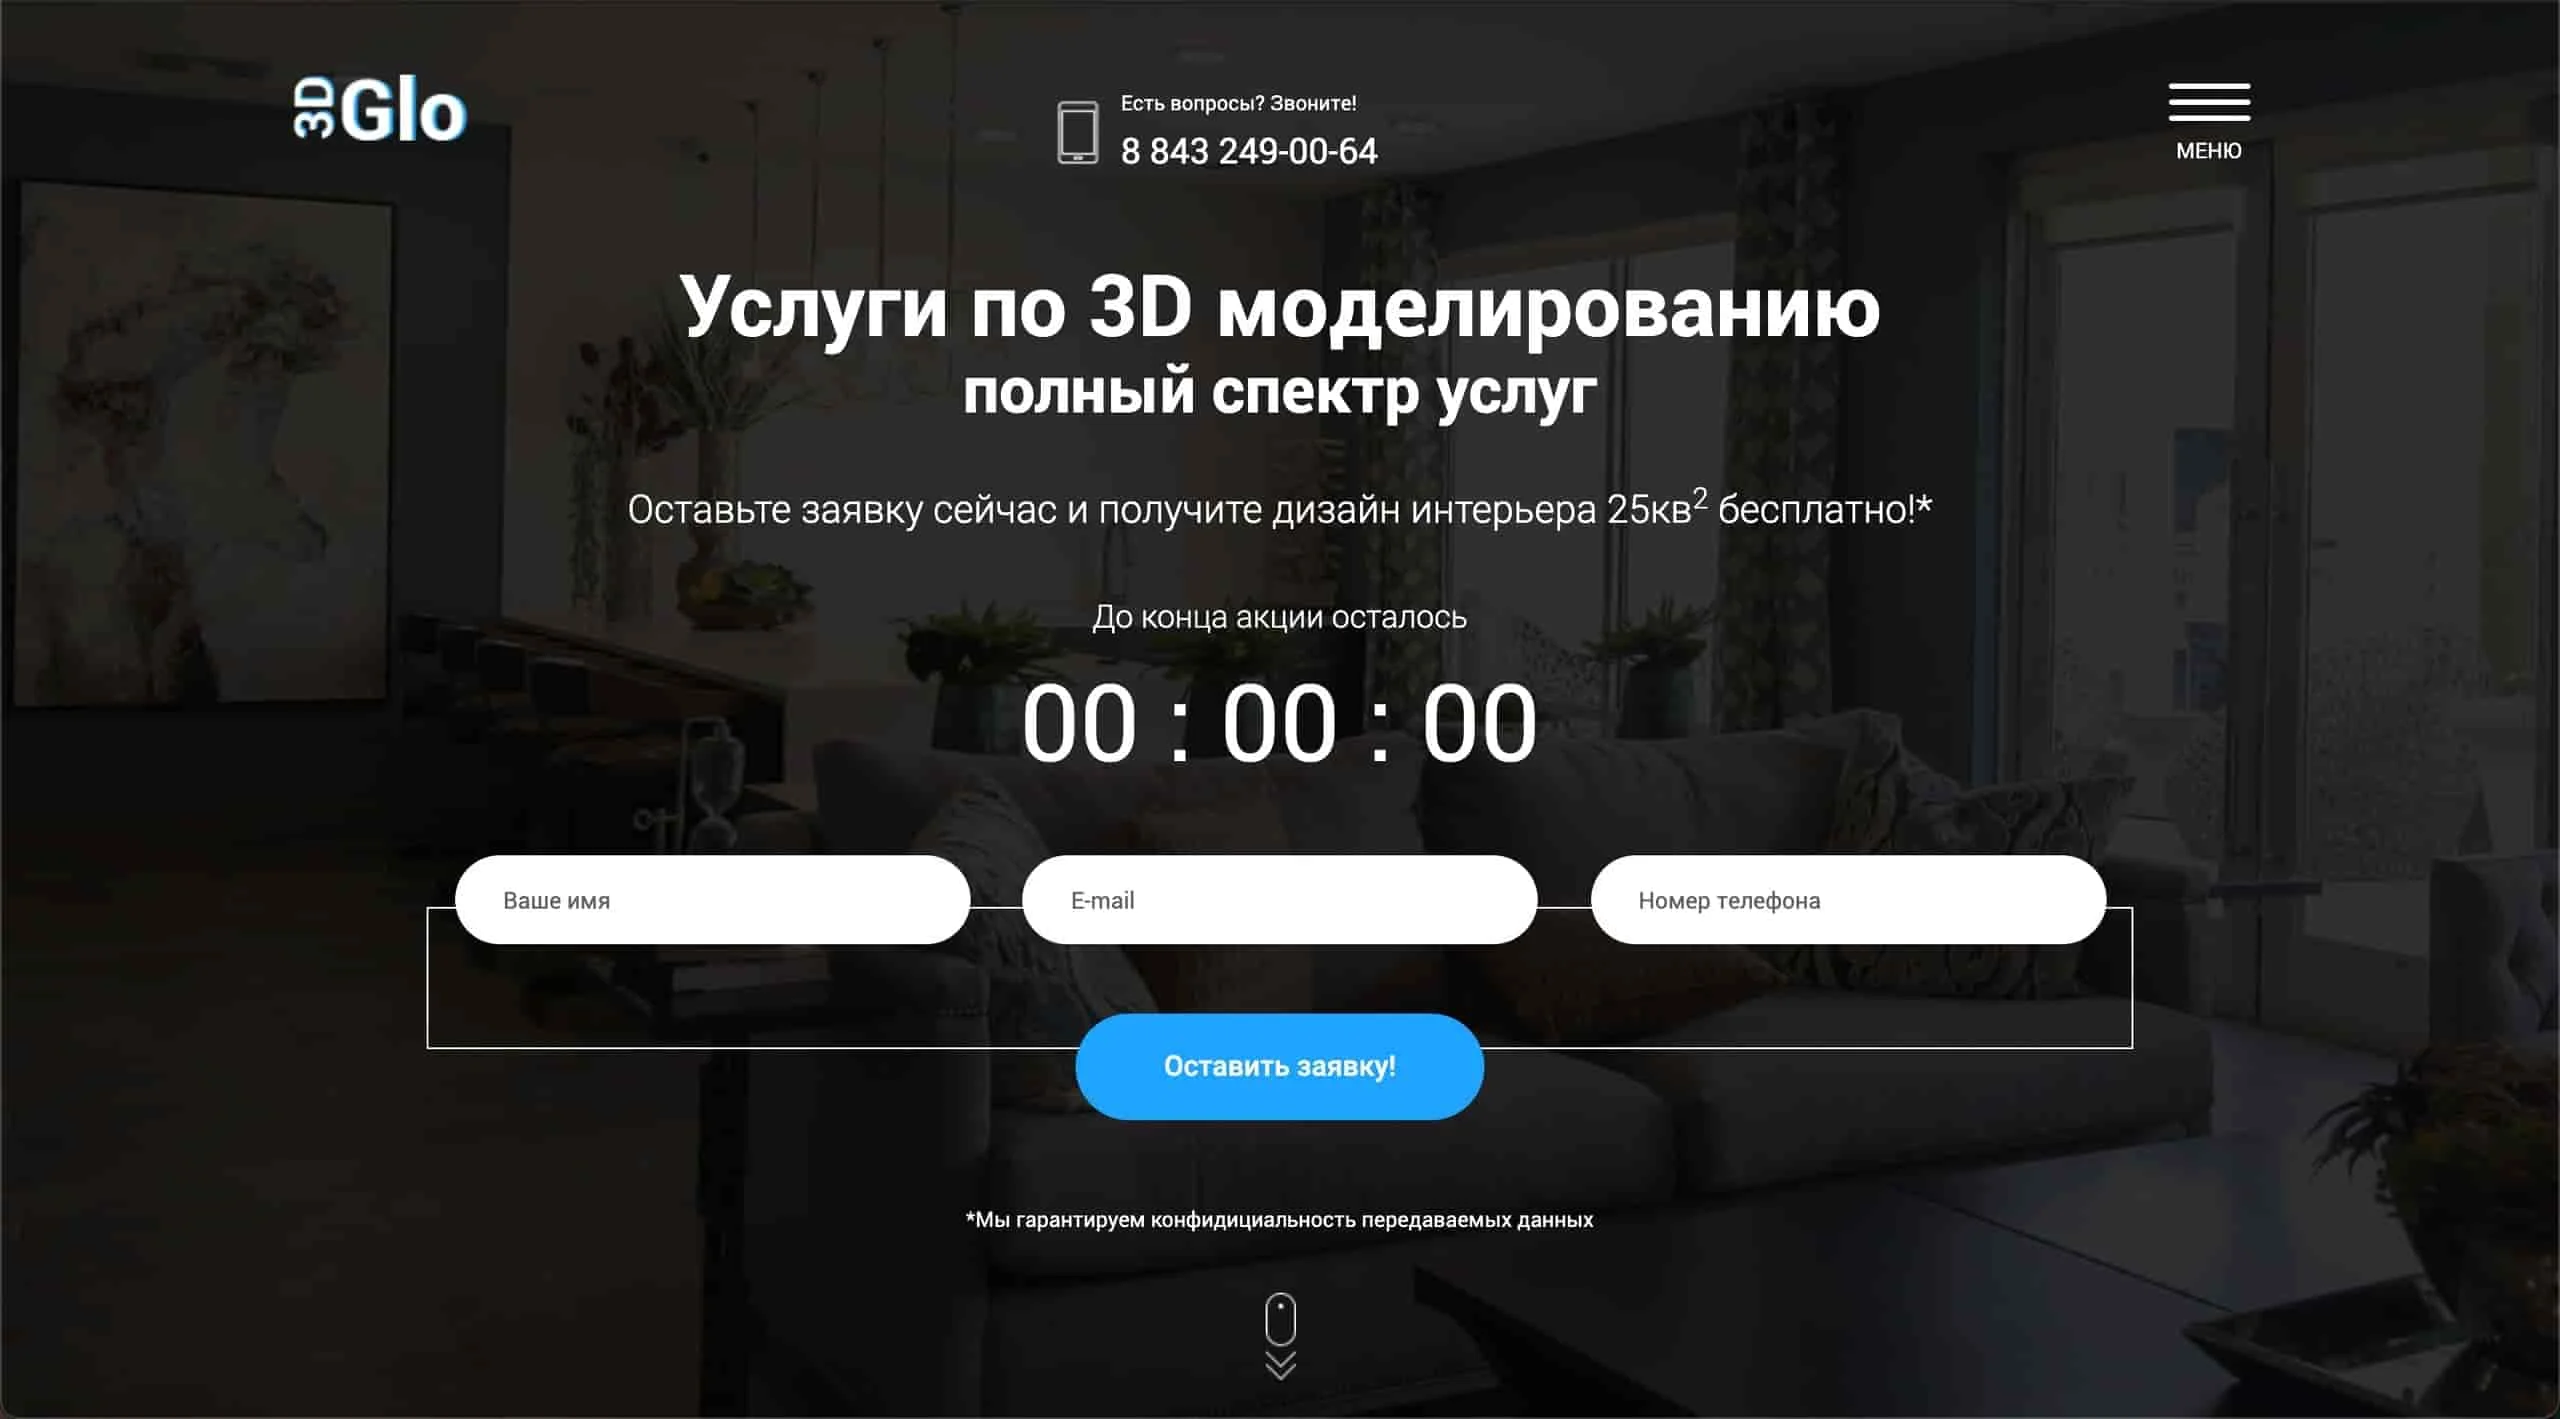 3D Glo
Есть вопросы? Звоните!
8 843 249-00-64
МЕНЮ
Услуги по 3D моделированию
полный спектр услуг
Оставьте заявку сейчас и получите дизайн интерьера 25кв² бесплатно!*
До конца акции осталось
00 : 00 : 00
Ваше имя
E-mail
Номер телефона
Оставить заявку!
*Мы гарантируем конфидициальность передаваемых данных